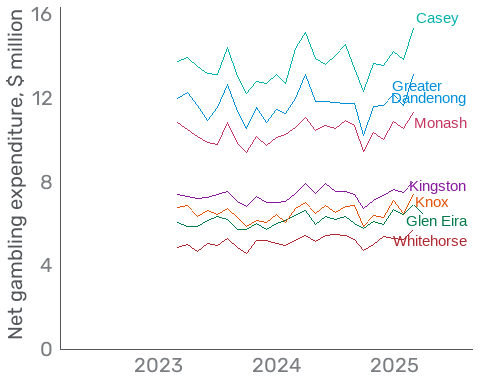 Net gambling expenditure, $ million
16
12
8
4
0
Casey
Greater
Dandenong
Monash
Kingston
Knox
Glen Eira
Whitehorse
2023
2024
2025